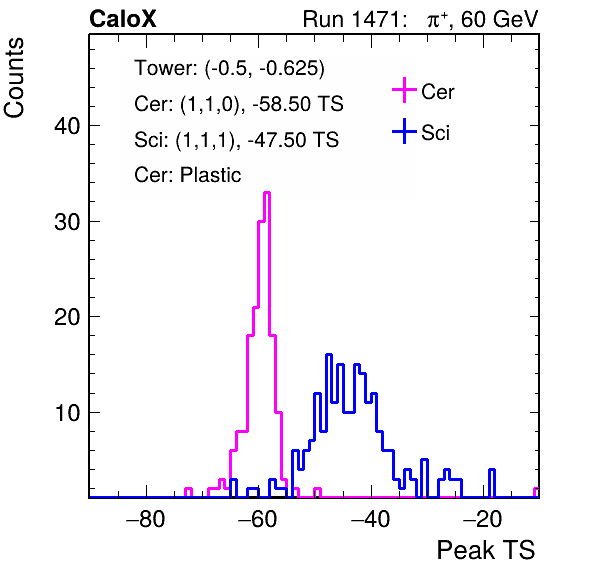 CaloX Run 1471: π⁺, 60 GeV
Counts
Tower: (-0.5, -0.625)
Cer: (1,1,0), -58.50 TS
Sci: (1,1,1), -47.50 TS
Cer: Plastic
Cer
Sci
40
30
20
10
−80 −60 −40 −20
Peak TS